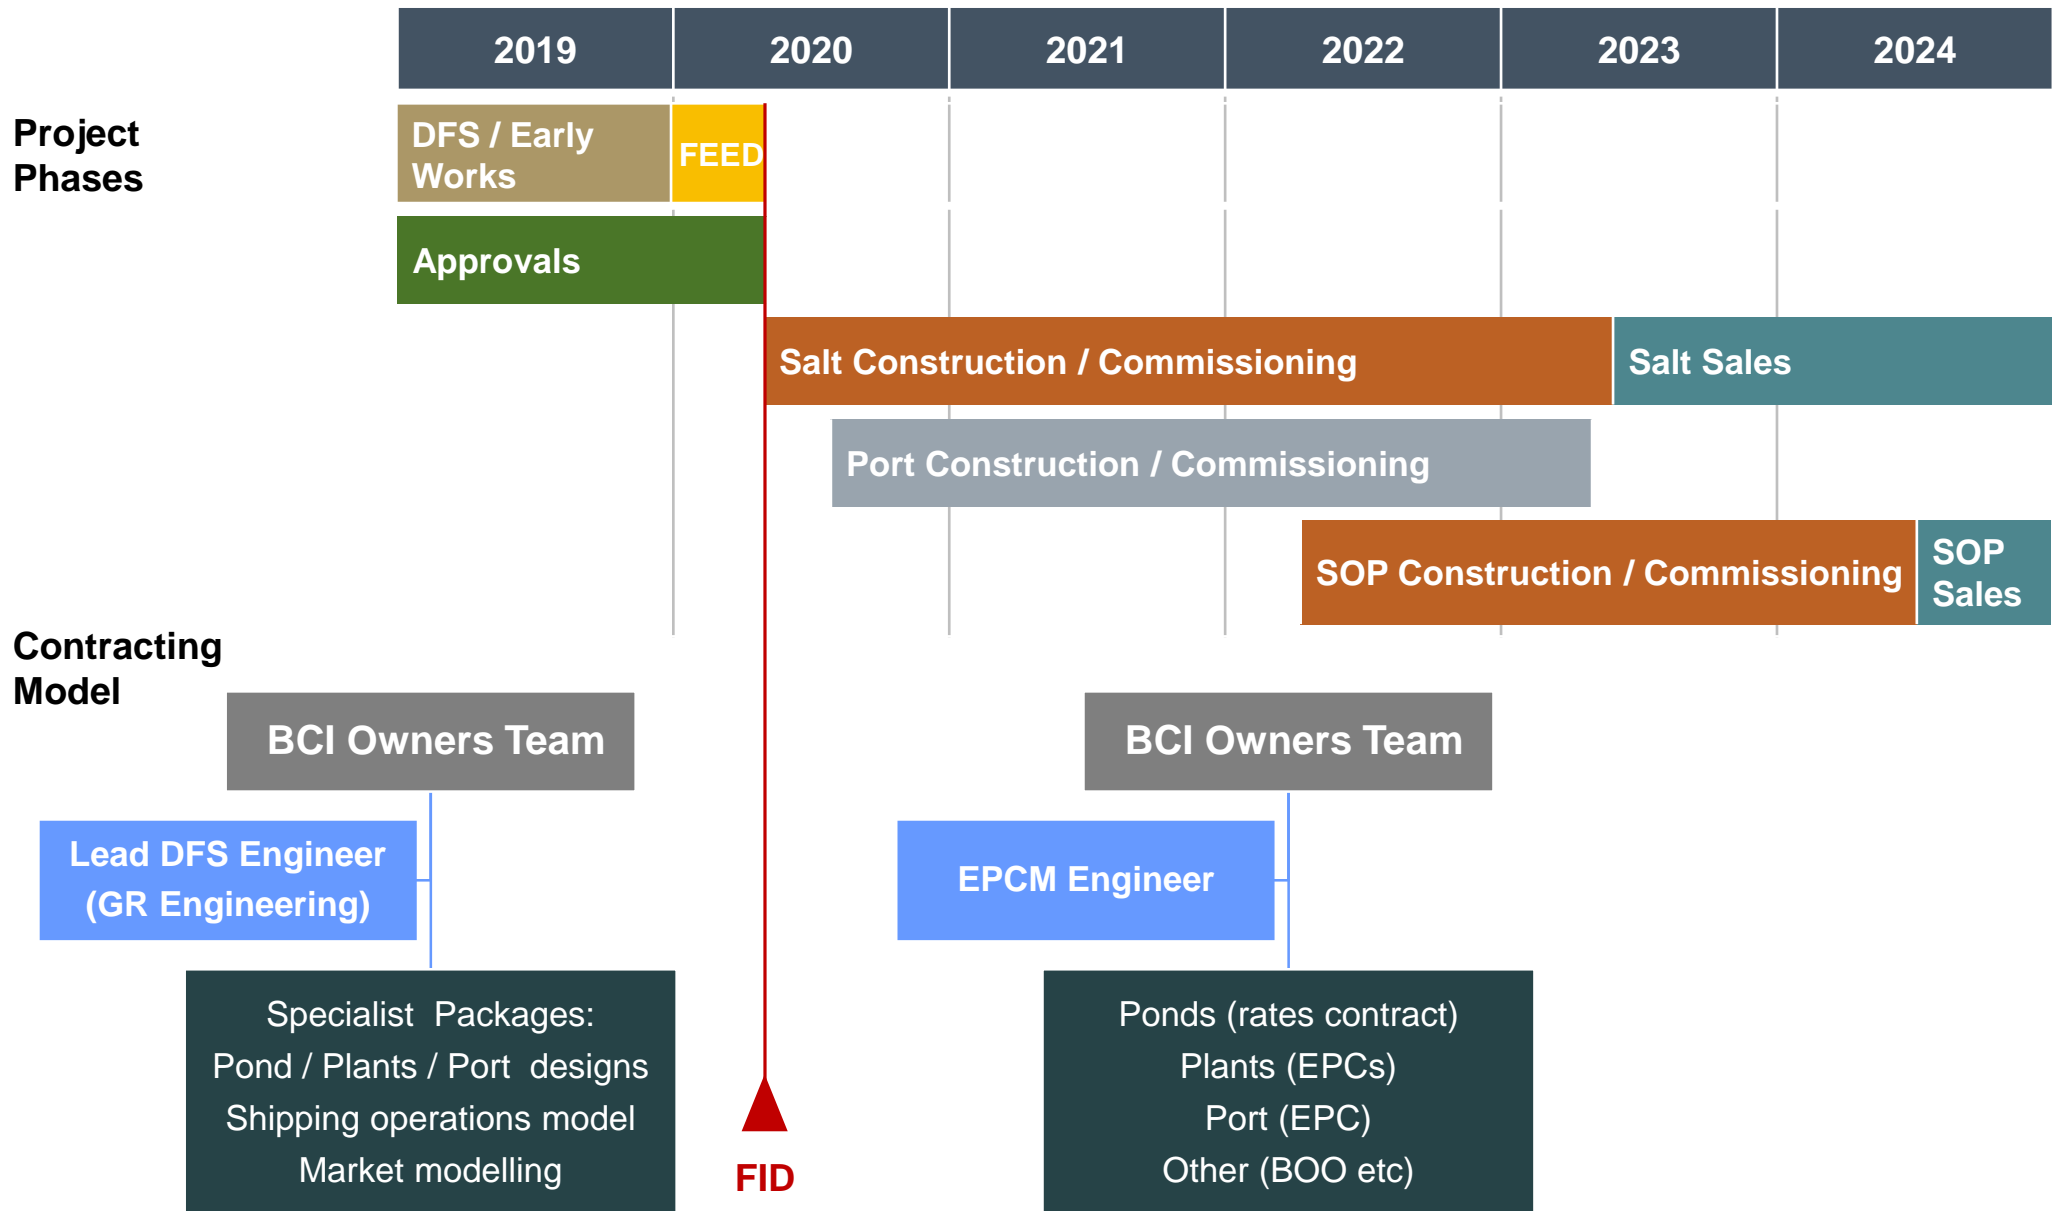 2019 2020 2021 2022 2023 2024
Project
Phases
DFS / Early
Works
FEED
Approvals
Salt Construction / Commissioning
Salt Sales
Port Construction / Commissioning
SOP Construction / Commissioning
SOP
Sales
Contracting
Model
BCI Owners Team
Lead DFS Engineer
(GR Engineering)
Specialist Packages:
Pond / Plants / Port designs
Shipping operations model
Market modelling
FID
BCI Owners Team
EPCM Engineer
Ponds (rates contract)
Plants (EPCs)
Port (EPC)
Other (BOO etc)